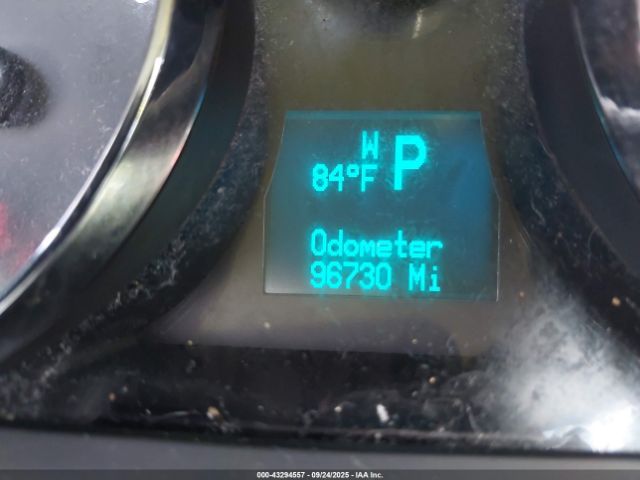 W
84°F P
Odometer
96730 Mi
000-43294557 - 09/24/2025 - IAA Inc.